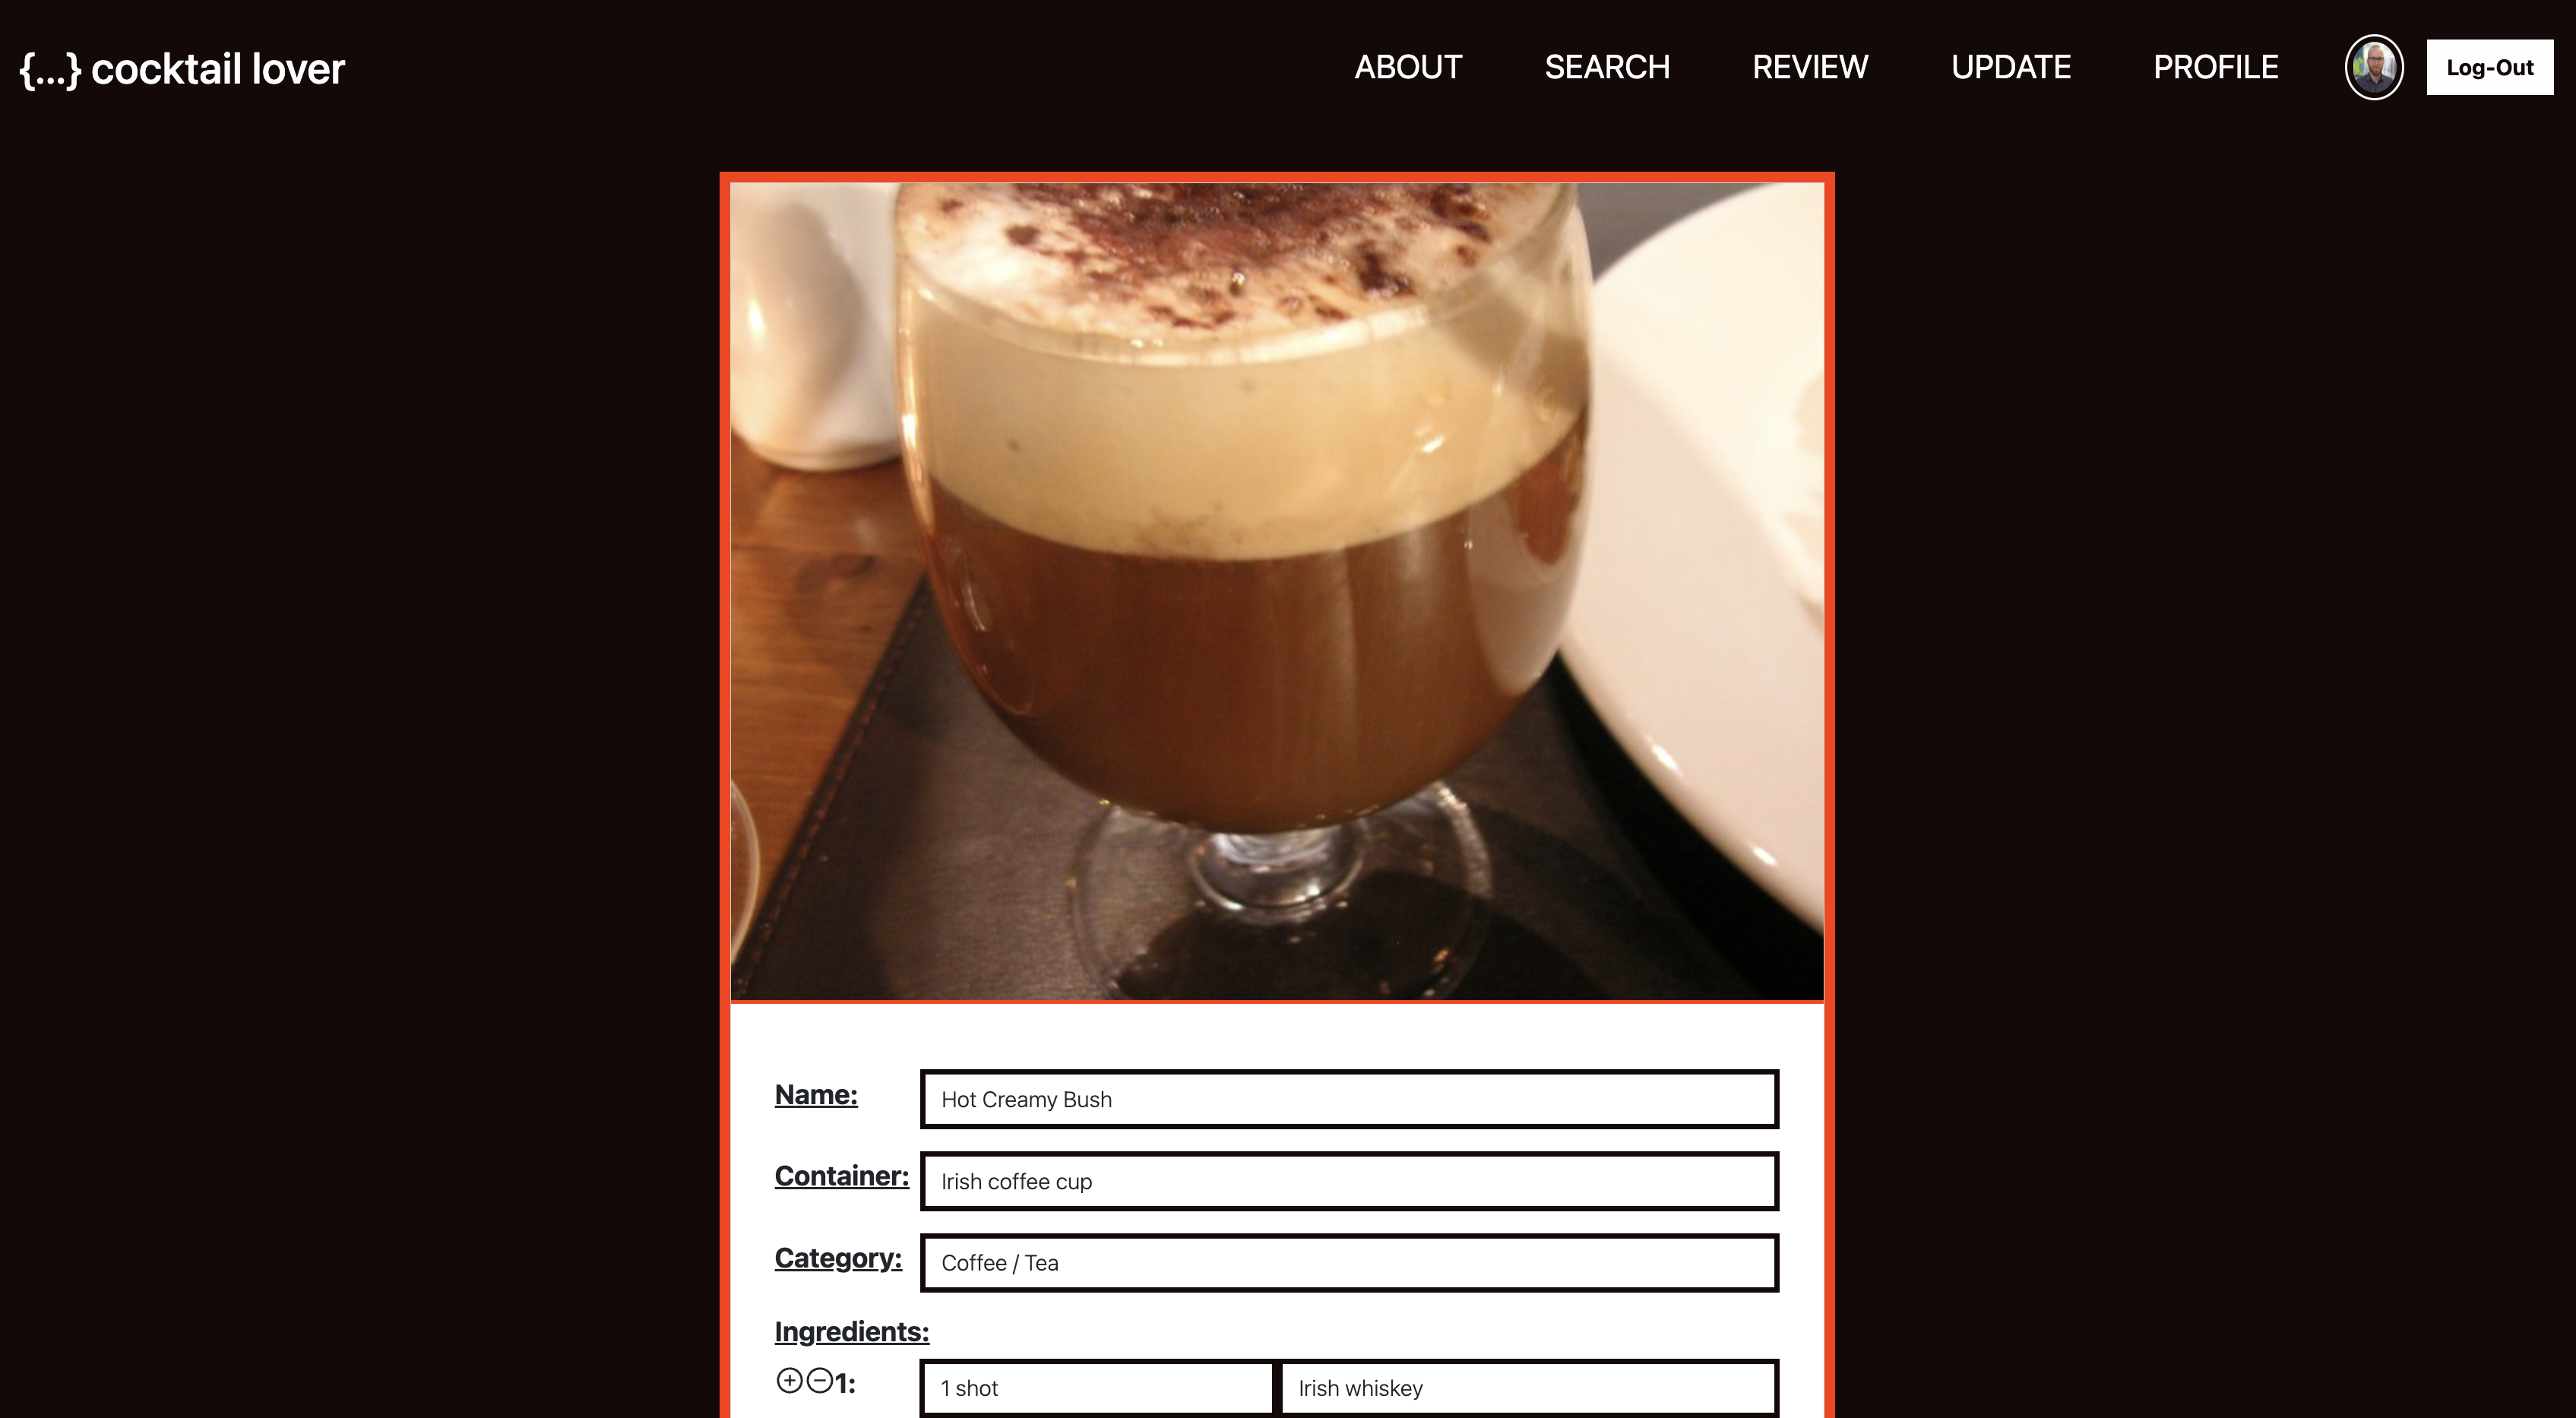 {...} cocktail lover
ABOUT SEARCH REVIEW UPDATE PROFILE Log-Out
Name: Hot Creamy Bush
Container: Irish coffee cup
Category: Coffee / Tea
Ingredients:
1: 1 shot Irish whiskey